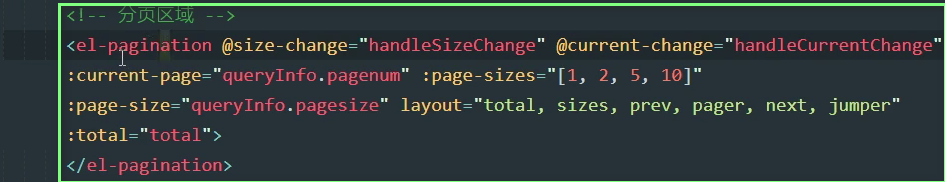 <!-- 分页区域 -->
<el-pagination @size-change="handleSizeChange" @current-change="handleCurrentChange"
:current-page="queryInfo.pagenum" :page-sizes="[1, 2, 5, 10]"
:page-size="queryInfo.pagesize" layout="total, sizes, prev, pager, next, jumper"
:total="total">
</el-pagination>